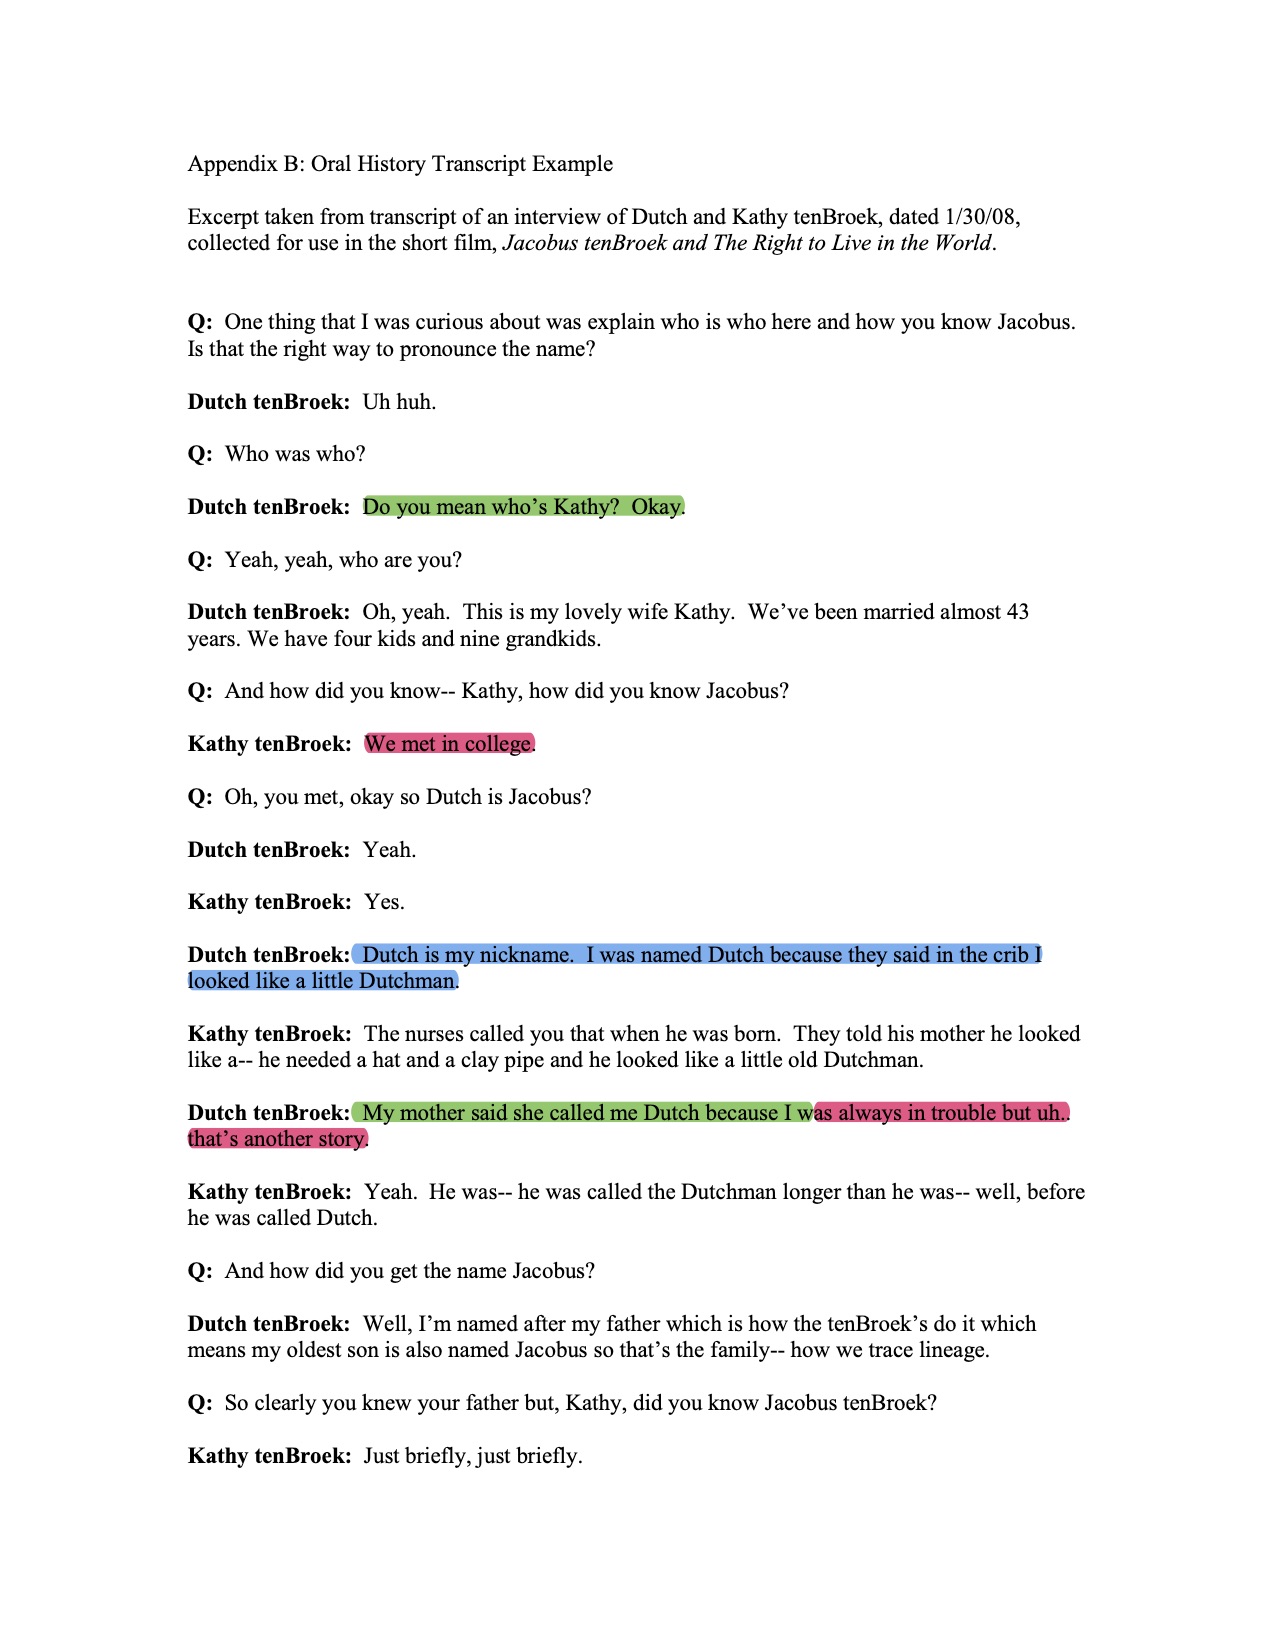 Appendix B: Oral History Transcript Example
Excerpt taken from transcript of an interview of Dutch and Kathy tenBroek, dated 1/30/08,
collected for use in the short film, Jacobus tenBroek and The Right to Live in the World.
Q:  One thing that I was curious about was explain who is who here and how you know Jacobus.
Is that the right way to pronounce the name?
Dutch tenBroek:  Uh huh.
Q:  Who was who?
Dutch tenBroek:  Do you mean who’s Kathy?  Okay.
Q:  Yeah, yeah, who are you?
Dutch tenBroek:  Oh, yeah.  This is my lovely wife Kathy.  We’ve been married almost 43
years. We have four kids and nine grandkids.
Q:  And how did you know-- Kathy, how did you know Jacobus?
Kathy tenBroek:  We met in college.
Q:  Oh, you met, okay so Dutch is Jacobus?
Dutch tenBroek:  Yeah.
Kathy tenBroek:  Yes.
Dutch tenBroek:  Dutch is my nickname.  I was named Dutch because they said in the crib I
looked like a little Dutchman.
Kathy tenBroek:  The nurses called you that when he was born.  They told his mother he looked
like a-- he needed a hat and a clay pipe and he looked like a little old Dutchman.
Dutch tenBroek:  My mother said she called me Dutch because I was always in trouble but uh..
that’s another story.
Kathy tenBroek:  Yeah.  He was-- he was called the Dutchman longer than he was-- well, before
he was called Dutch.
Q:  And how did you get the name Jacobus?
Dutch tenBroek:  Well, I’m named after my father which is how the tenBroek’s do it which
means my oldest son is also named Jacobus so that’s the family-- how we trace lineage.
Q:  So clearly you knew your father but, Kathy, did you know Jacobus tenBroek?
Kathy tenBroek:  Just briefly, just briefly.